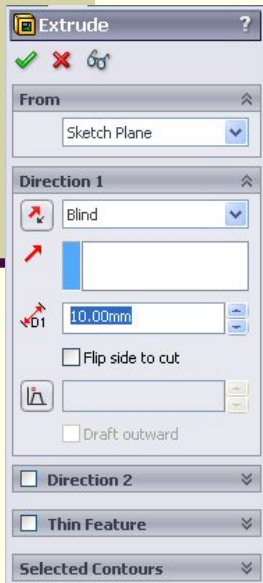 Extrude ?
From
Sketch Plane
Direction 1
Blind
D1 10.00mm
Flip side to cut
Draft outward
Direction 2
Thin Feature
Selected Contours